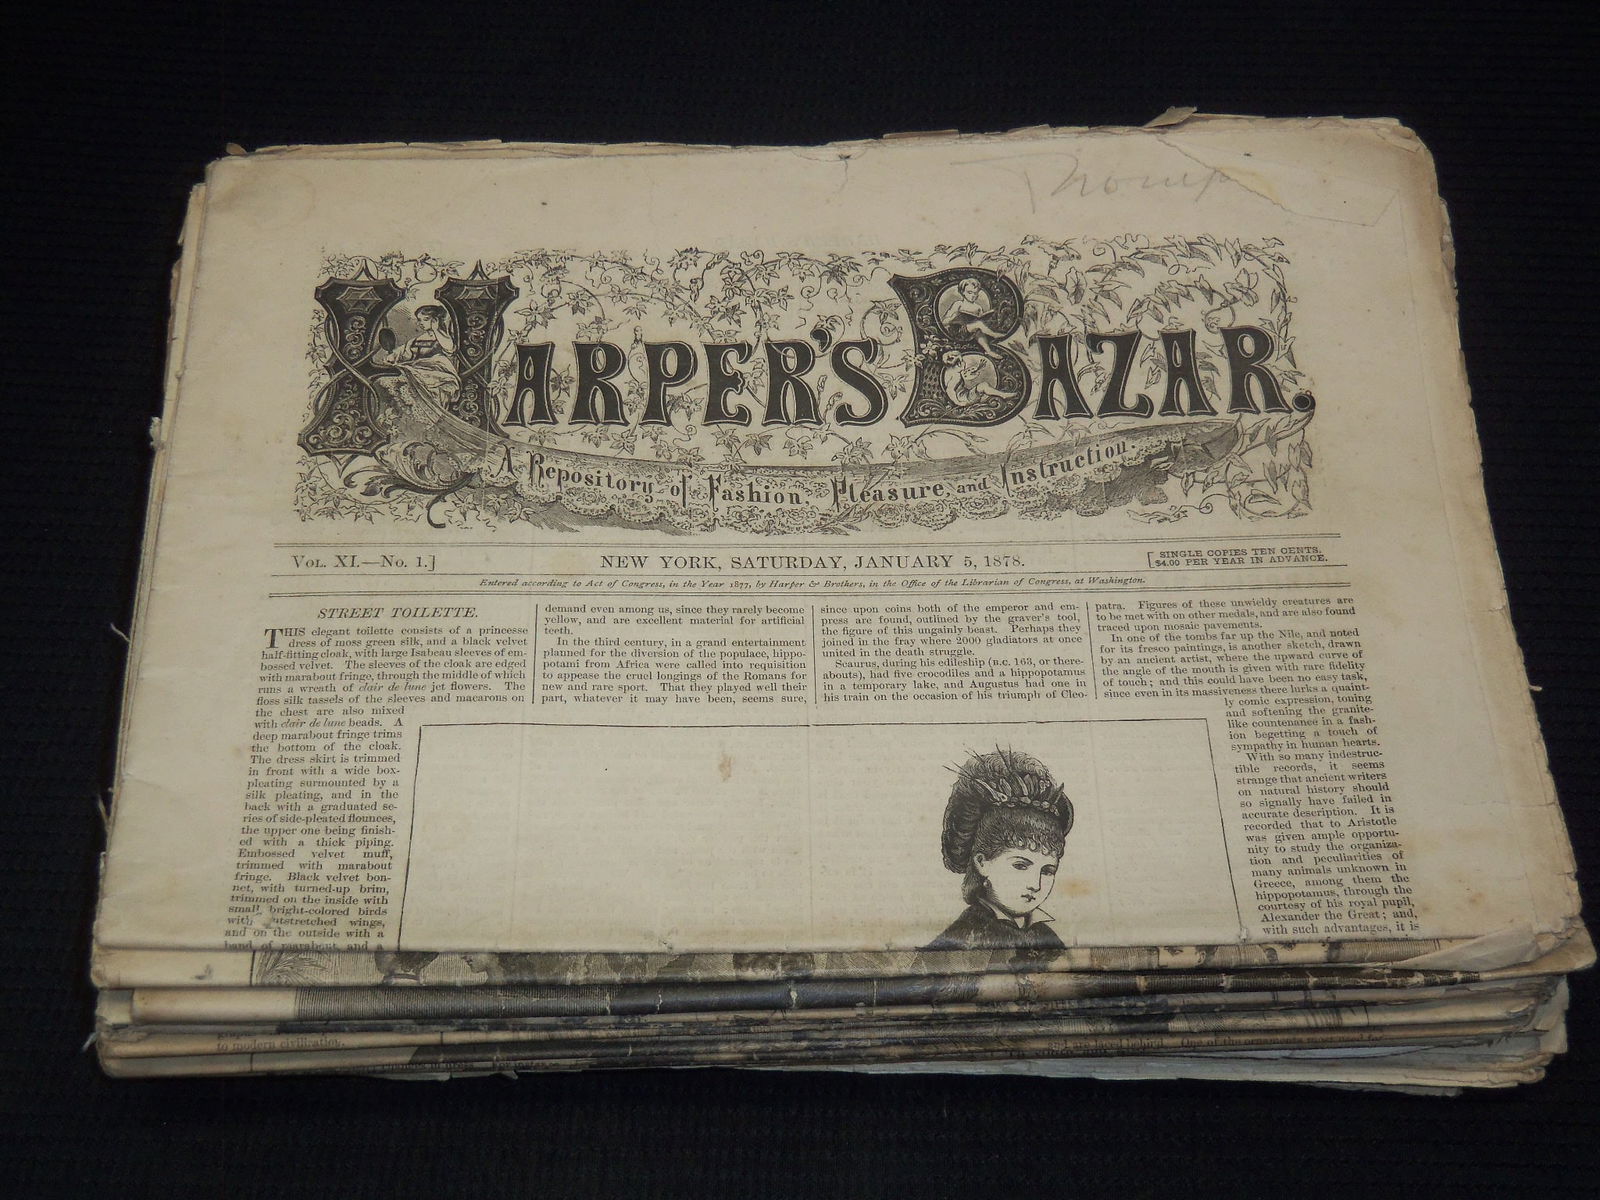 Thomp
HARPER'S BAZAR.
A Repository of Fashion, Pleasure, and Instruction.
VOL. XI.—No. 1.]
NEW YORK, SATURDAY, JANUARY 5, 1878.
[SINGLE COPIES TEN CENTS.
$4.00 PER YEAR IN ADVANCE.
Entered according to Act of Congress, in the Year 1877, by Harper & Brothers, in the Office of the Librarian of Congress, at Washington.
STREET TOILETTE.
THIS elegant toilette consists of a princesse
dress of moss green silk, and a black velvet
half-fitting cloak, with large Isabeau sleeves of em-
bossed velvet. The sleeves of the cloak are edged
with marabout fringe, through the middle of which
runs a wreath of clair de lune jet flowers. The
floss silk tassels of the sleeves and macarons on
the chest are also mixed
with clair de lune beads. A
deep marabout fringe trims
the bottom of the cloak.
The dress skirt is trimmed
in front with a wide box-
pleating surmounted by a
silk pleating, and in the
back with a graduated se-
ries of side-pleated flounces,
the upper one being finish-
ed with a thick piping.
Embossed velvet muff,
trimmed with marabout
fringe. Black velvet bon-
net, with turned-up brim,
trimmed on the inside with
small, bright-colored birds
with outstretched wings,
and on the outside with a
band of marabout, and a
demand even among us, since they rarely become
yellow, and are excellent material for artificial
teeth.
In the third century, in a grand entertainment
planned for the diversion of the populace, hippo-
potami from Africa were called into requisition
to appease the cruel longings of the Romans for
new and rare sport. That they played well their
part, whatever it may have been, seems sure,
since upon coins both of the emperor and em-
press are found, outlined by the graver's tool,
the figure of this ungainly beast. Perhaps they
joined in the fray where 2000 gladiators at once
united in the death struggle.
Scaurus, during his edileship (B.C. 163, or there-
abouts), had five crocodiles and a hippopotamus
in a temporary lake, and Augustus had one in
his train on the occasion of his triumph of Cleo-
patra. Figures of these unwieldy creatures are
to be met with on other medals, and are also found
traced upon mosaic pavements.
In one of the tombs far up the Nile, and noted
for its fresco paintings, is another sketch, drawn
by an ancient artist, where the upward curve of
the angle of the mouth is given with rare fidelity
of touch; and this could have been no easy task,
since even in its massiveness there lurks a quaint-
ly comic expression, toning
and softening the granite-
like countenance in a fash-
ion begetting a touch of
sympathy in human hearts.
With so many indestruc-
tible records, it seems
strange that ancient writers
on natural history should
so signally have failed in
accurate description. It is
recorded that to Aristotle
was given ample opportu-
nity to study the organiza-
tion and peculiarities of
many animals unknown in
Greece, among them the
hippopotamus, through the
courtesy of his royal pupil,
Alexander the Great; and,
with such advantages, it is
to modern civilization.
and are laced behind. One of the ornaments most used for